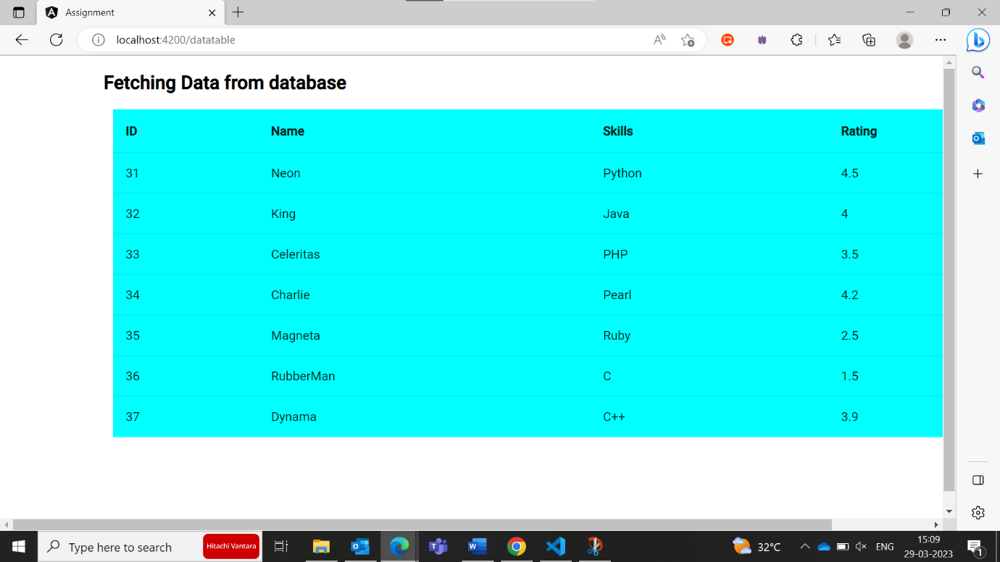 Assignment
localhost:4200/datatable
Fetching Data from database
ID Name Skills Rating
31 Neon Python 4.5
32 King Java 4
33 Celeritas PHP 3.5
34 Charlie Pearl 4.2
35 Magneta Ruby 2.5
36 RubberMan C 1.5
37 Dynama C++ 3.9
Type here to search Hitachi Vantara 32°C ENG 15:09
29-03-2023 1